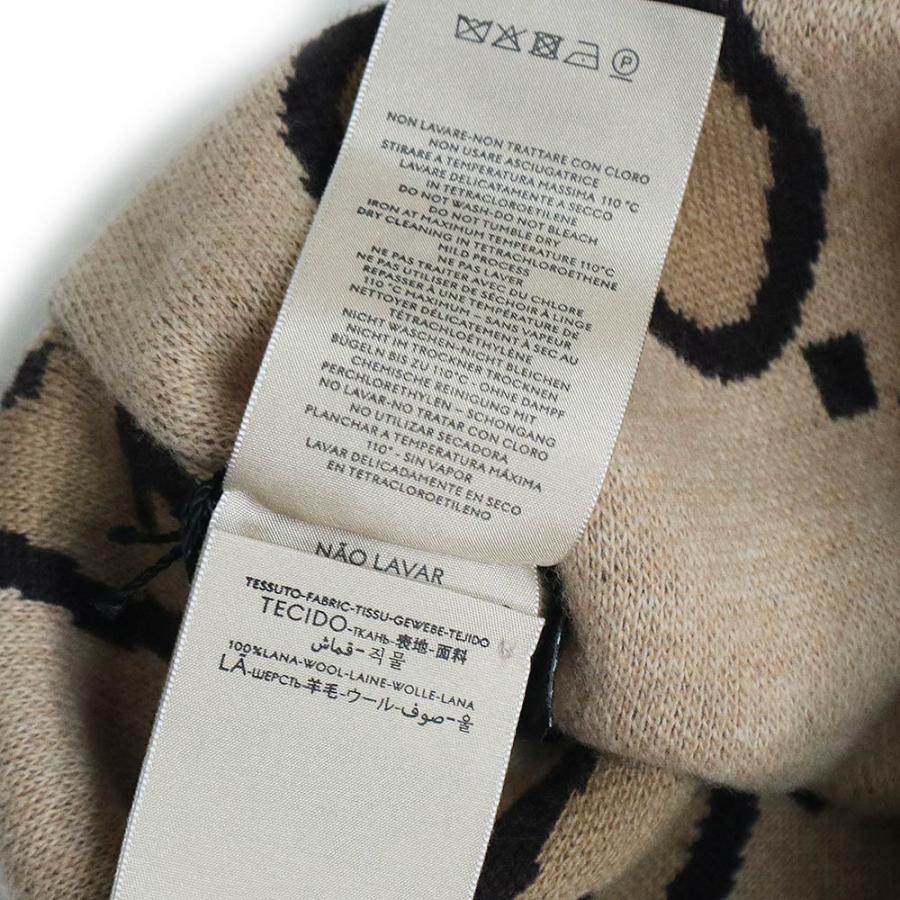 P
NON LAVARE-NON TRATTARE CON CLORO
NON USARE ASCIUGATRICE
STIRARE A TEMPERATURA MASSIMA 110 °C
LAVARE DELICATAMENTE A SECCO
IN TETRACLOROETILENE
DO NOT WASH-DO NOT BLEACH
DO NOT TUMBLE DRY
IRON AT MAXIMUM TEMPERATURE 110°C
DRY CLEANING IN TETRACHLOROETHENE
MILD PROCESS
NE PAS LAVER
NE PAS TRAITER AVEC DU CHLORE
NE PAS UTILISER DE SÉCHOIR À LINGE
REPASSER À UNE TEMPÉRATURE DE
110 °C MAXIMUM – SANS VAPEUR
NETTOYER DÉLICATEMENT À SEC AU
TÉTRACHLOROÉTHYLÈNE
NICHT WASCHEN-NICHT BLEICHEN
NICHT IM TROCKNER TROCKNEN
BÜGELN BIS ZU 110°C - OHNE DAMPF
CHEMISCHE REINIGUNG MIT
PERCHLORETHYLEN – SCHONGANG
NO LAVAR-NO TRATAR CON CLORO
NO UTILIZAR SECADORA
PLANCHAR A TEMPERATURA MÁXIMA
110° - SIN VAPOR
LAVAR DELICADAMENTE EN SECO
EN TETRACLOROETILENO
NÃO LAVAR
TESSUTO-FABRIC-TISSU-GEWEBE-TEJIDO
TECIDO-ТКАНЬ-表地-面料
قماش-직물
100%LANA-WOOL-LAINE-WOLLE-LANA
LÃ-ШЕРСТЬ-羊毛-ウール-صوف-울